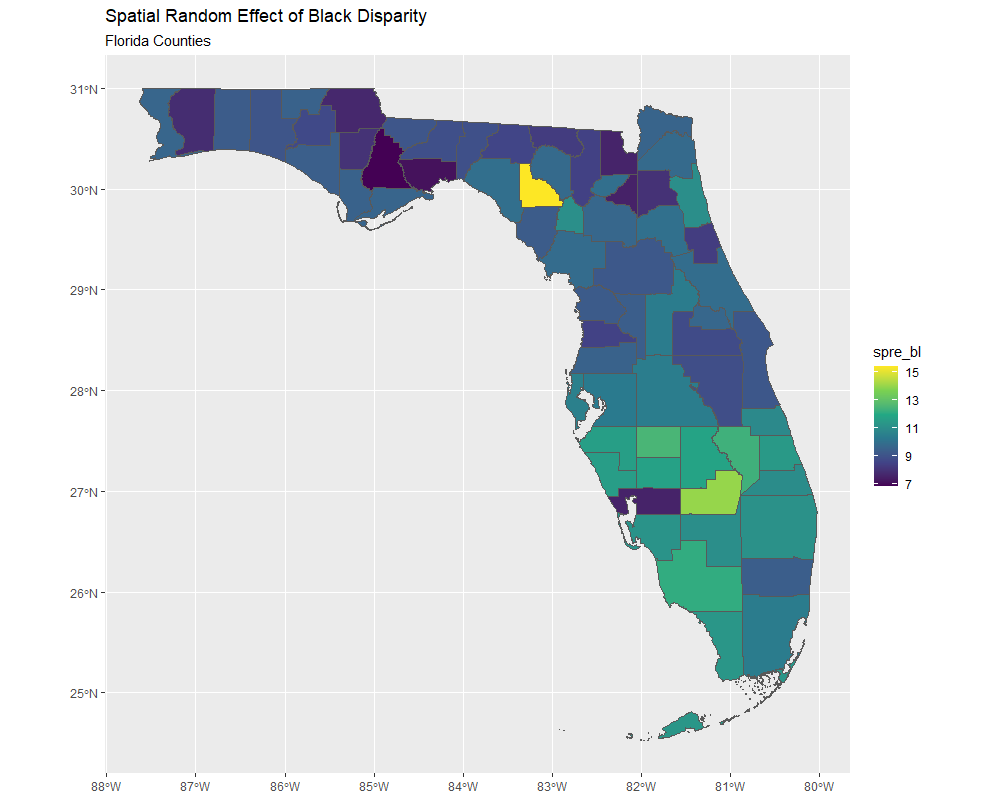 Spatial Random Effect of Black Disparity
Florida Counties
31°N
30°N
29°N
28°N
27°N
26°N
25°N
88°W 87°W 86°W 85°W 84°W 83°W 82°W 81°W 80°W
spre_bl
15
13
11
9
7